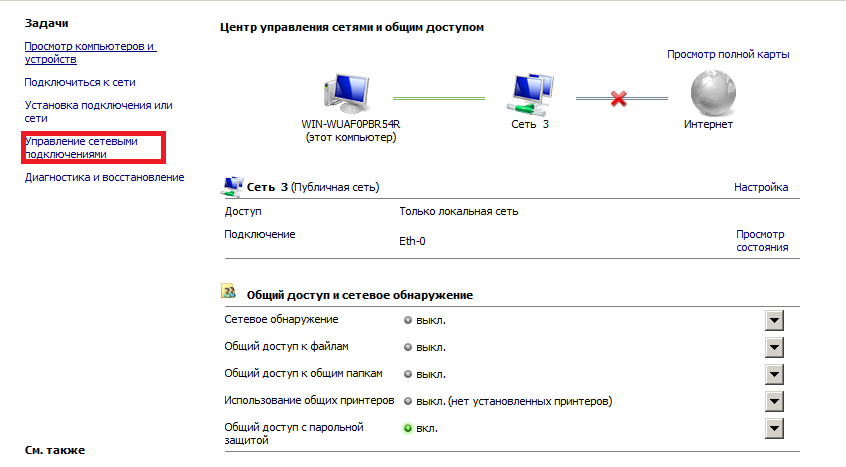 Задачи
Просмотр компьютеров и
устройств
Подключиться к сети
Установка подключения или
сети
Управление сетевыми
подключениями
Диагностика и восстановление
См. также
Центр управления сетями и общим доступом
Просмотр полной карты
WIN-WUAF0PBR54R
(этот компьютер)
Сеть 3
Интернет
Сеть 3 (Публичная сеть)
Настройка
Доступ
Только локальная сеть
Подключение
Eth-0
Просмотр
состояния
Общий доступ и сетевое обнаружение
Сетевое обнаружение
выкл.
Общий доступ к файлам
выкл.
Общий доступ к общим папкам
выкл.
Использование общих принтеров
выкл. (нет установленных принтеров)
Общий доступ с парольной
защитой
вкл.